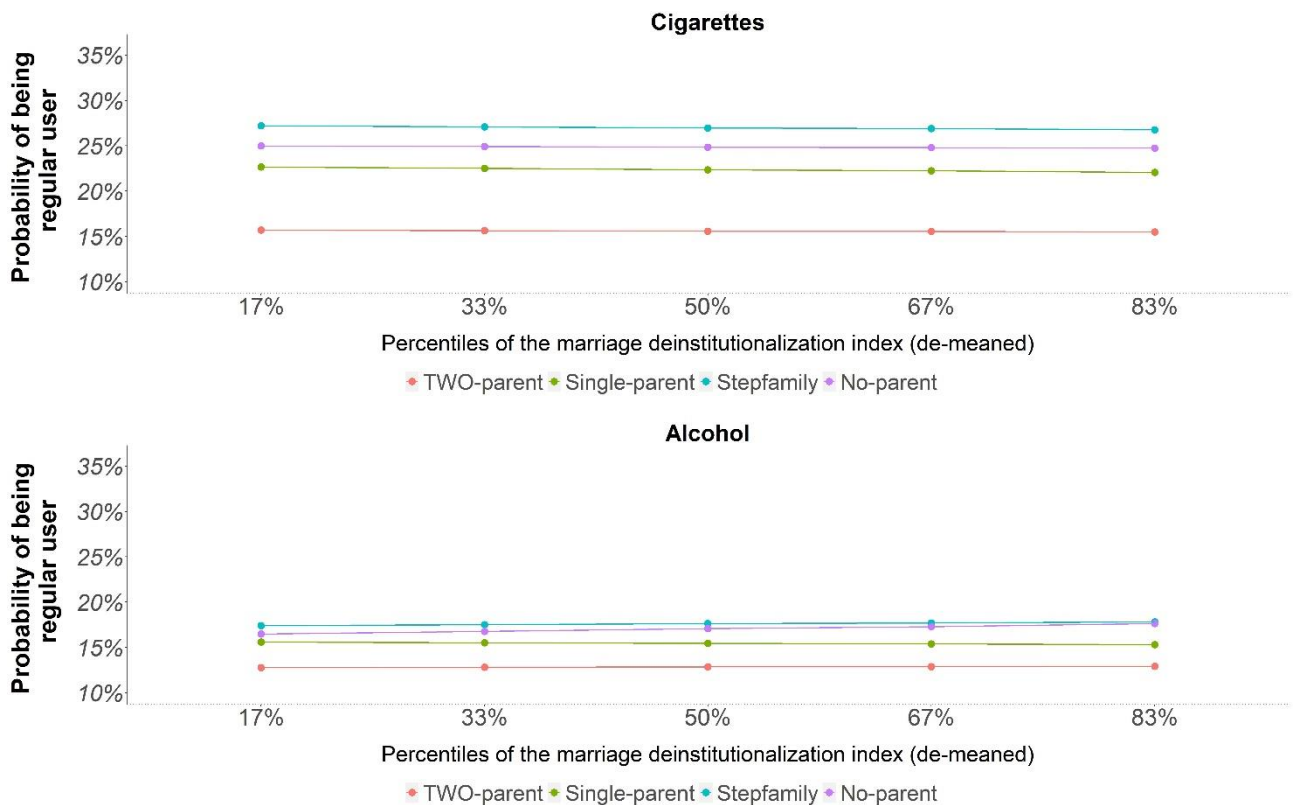 Cigarettes
Probability of being
regular user
35%
30%
25%
20%
15%
10%
17%
33%
50%
67%
83%
Percentiles of the marriage deinstitutionalization index (de-meaned)
TWO-parent Single-parent Stepfamily No-parent
Alcohol
Probability of being
regular user
35%
30%
25%
20%
15%
10%
17%
33%
50%
67%
83%
Percentiles of the marriage deinstitutionalization index (de-meaned)
TWO-parent Single-parent Stepfamily No-parent